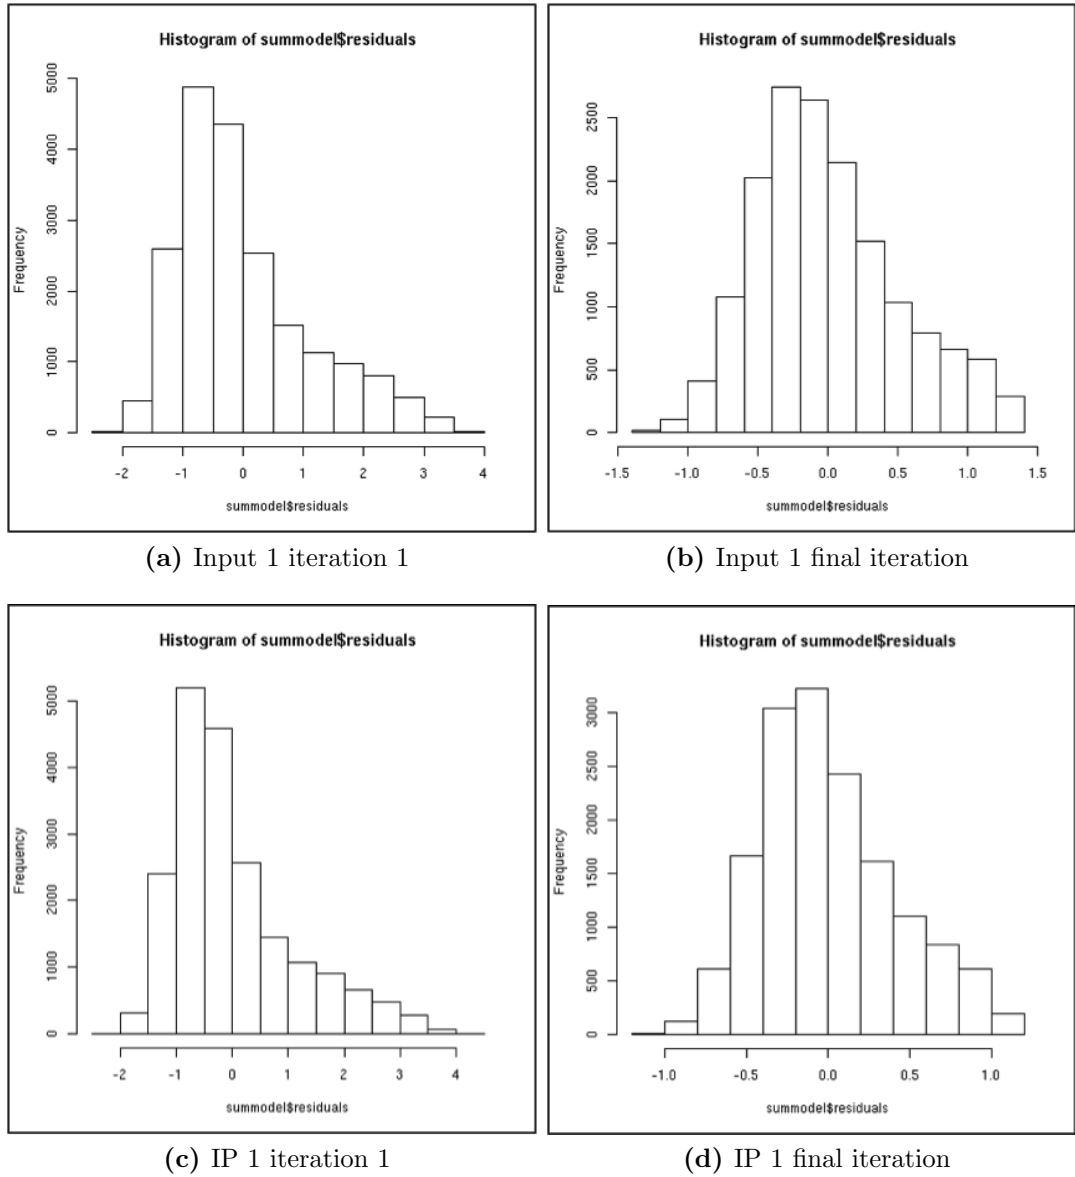 Histogram of summodel$residuals
Frequency
5000
4000
3000
2000
1000
0
-2 -1 0 1 2 3 4
summodel$residuals
(a) Input 1 iteration 1
Histogram of summodel$residuals
Frequency
2500
2000
1500
1000
500
0
-1.5 -1.0 -0.5 0.0 0.5 1.0 1.5
summodel$residuals
(b) Input 1 final iteration
Histogram of summodel$residuals
Frequency
5000
4000
3000
2000
1000
0
-2 -1 0 1 2 3 4
summodel$residuals
(c) IP 1 iteration 1
Histogram of summodel$residuals
Frequency
3000
2500
2000
1500
1000
500
0
-1.0 -0.5 0.0 0.5 1.0
summodel$residuals
(d) IP 1 final iteration